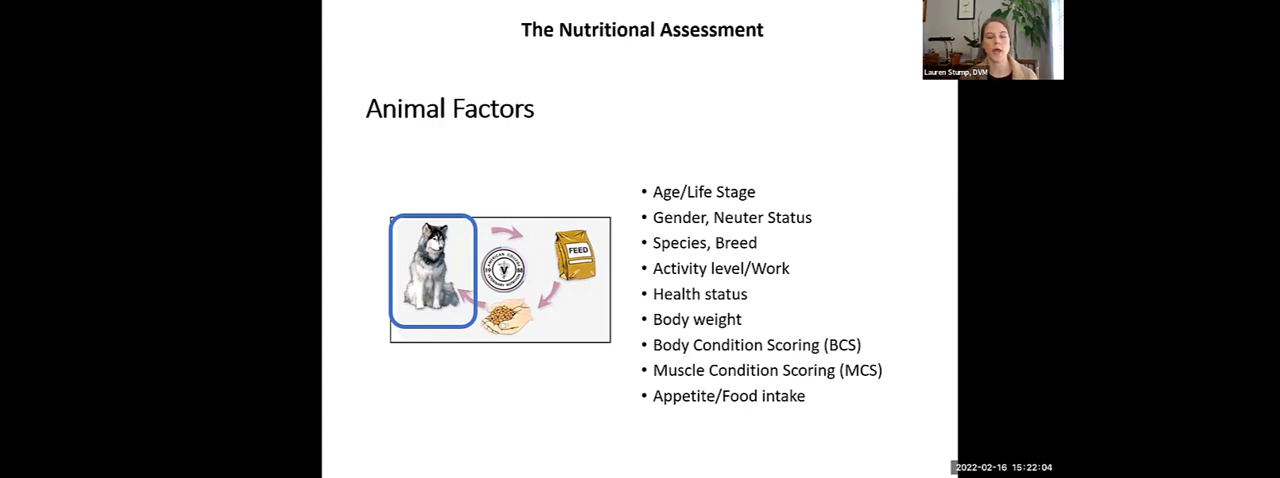 The Nutritional Assessment
Lauren Stump, DVM
Animal Factors
• Age/Life Stage
• Gender, Neuter Status
• Species, Breed
• Activity level/Work
• Health status
• Body weight
• Body Condition Scoring (BCS)
• Muscle Condition Scoring (MCS)
• Appetite/Food intake
FEED
AMERICAN COLLEGE
2022-02-16 15:22:04